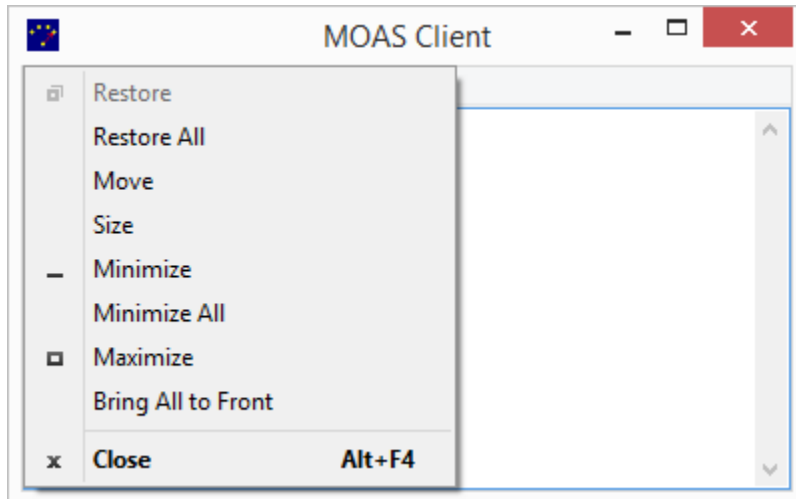 MOAS Client
Restore
Restore All
Move
Size
Minimize
Minimize All
Maximize
Bring All to Front
Close Alt+F4